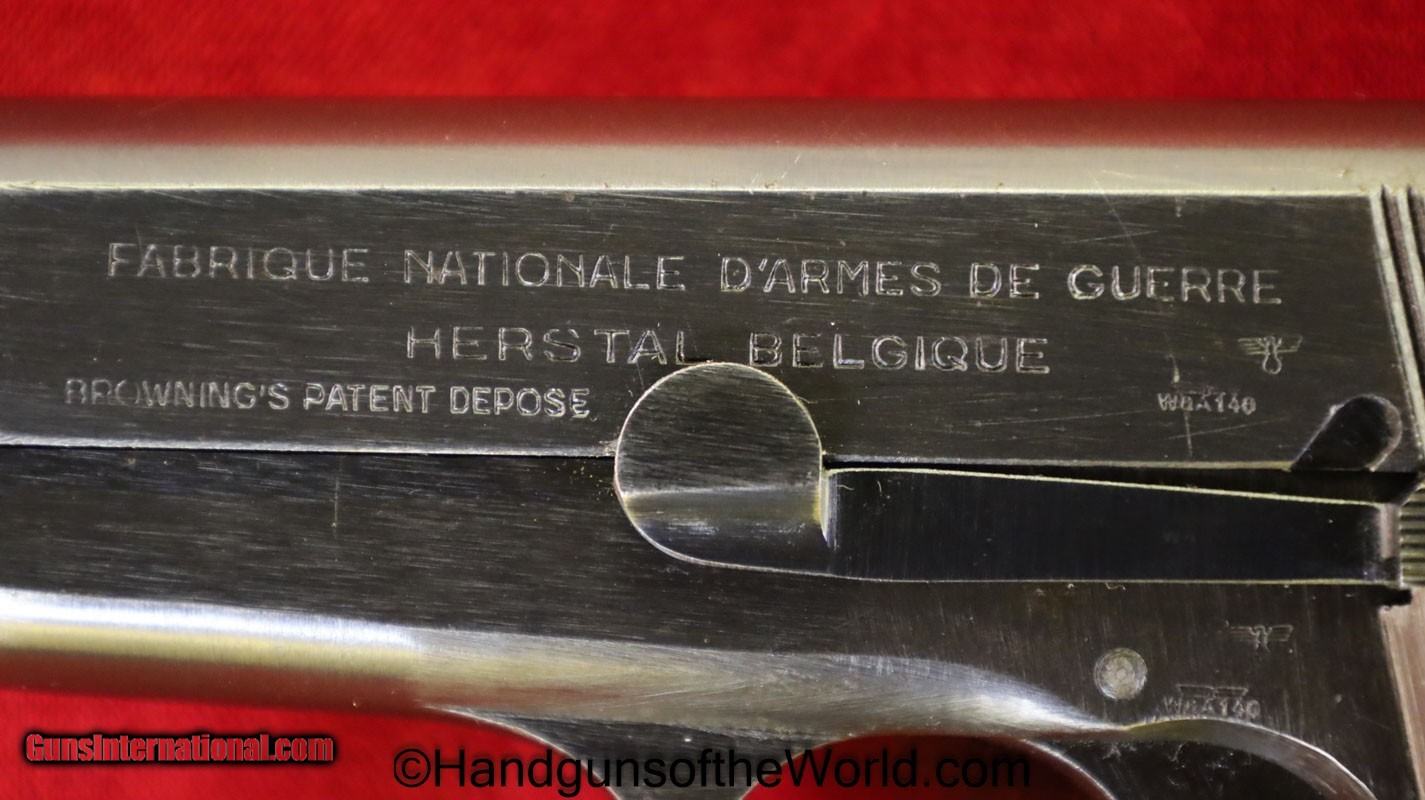 FABRIQUE NATIONALE D'ARMES DE GUERRE
HERSTAL BELGIQUE
BROWNING'S PATENT DEPOSE
WaA140
WaA140
GunsInternational.com
©HandgunsoftheWorld.com